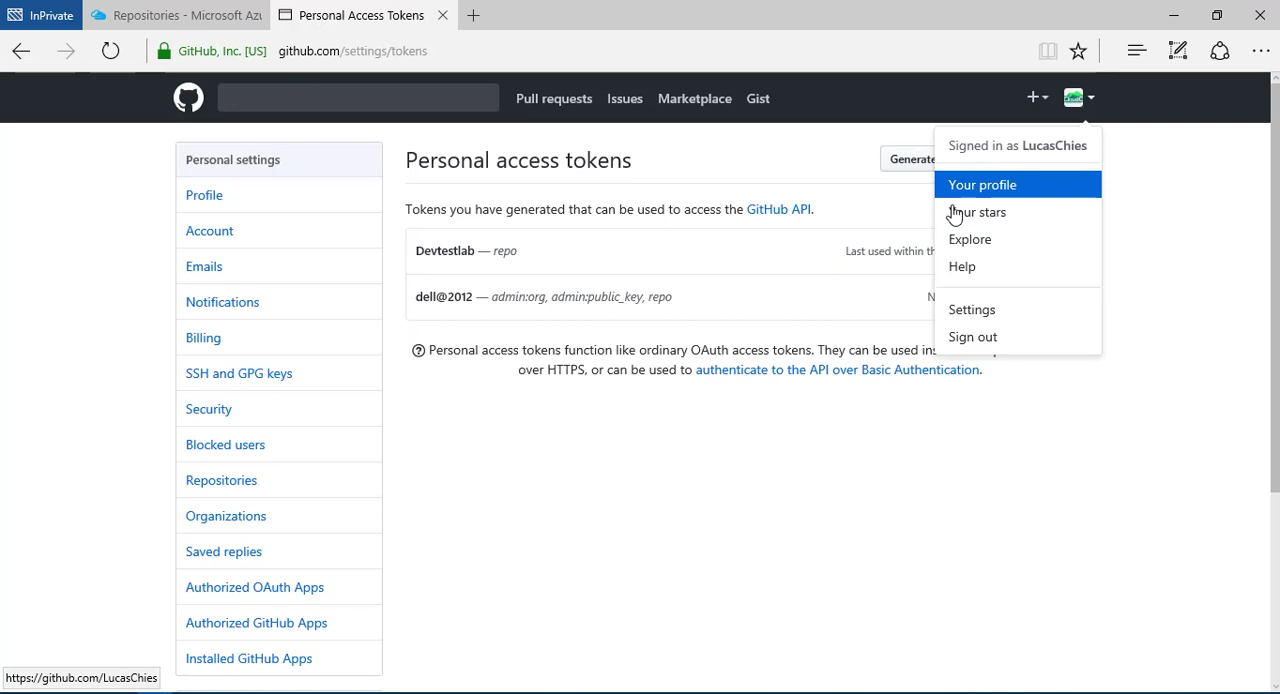 InPrivate
Repositories - Microsoft Azu
Personal Access Tokens
GitHub, Inc. [US]
github.com/settings/tokens
Pull requests
Issues
Marketplace
Gist
Signed in as LucasChies
Your profile
ur stars
Explore
Help
Settings
Sign out
Personal settings
Profile
Account
Emails
Notifications
Billing
SSH and GPG keys
Security
Blocked users
Repositories
Organizations
Saved replies
Authorized OAuth Apps
Authorized GitHub Apps
Installed GitHub Apps
Personal access tokens
Generate
Tokens you have generated that can be used to access the GitHub API.
Devtestlab — repo
Last used within th
dell@2012 — admin:org, admin:public_key, repo
N
Personal access tokens function like ordinary OAuth access tokens. They can be used ins
over HTTPS, or can be used to authenticate to the API over Basic Authentication.
https://github.com/LucasChies